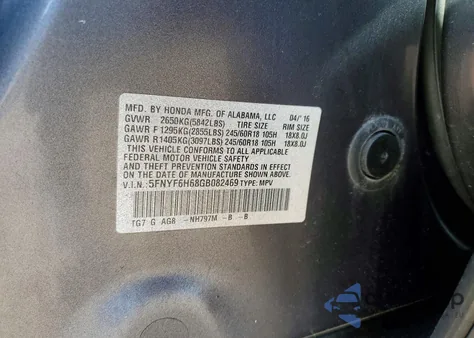 MFD. BY HONDA MFG. OF ALABAMA, LLC 04/'16
GVWR 2650KG(5842LBS) TIRE SIZE RIM SIZE
GAWR F 1295KG(2855LBS) 245/60R18 105H 18X8.0J
GAWR R 1405KG(3097LBS) 245/60R18 105H 18X8.0J
THIS VEHICLE CONFORMS TO ALL APPLICABLE
FEDERAL MOTOR VEHICLE SAFETY
AND THEFT PREVENTION STANDARDS IN EFFECT
ON THE DATE OF MANUFACTURE SHOWN ABOVE.
V.I.N. 5FNYF6H68GB082469 TYPE: MPV
TG7 G AG8 -NH797M -B -B